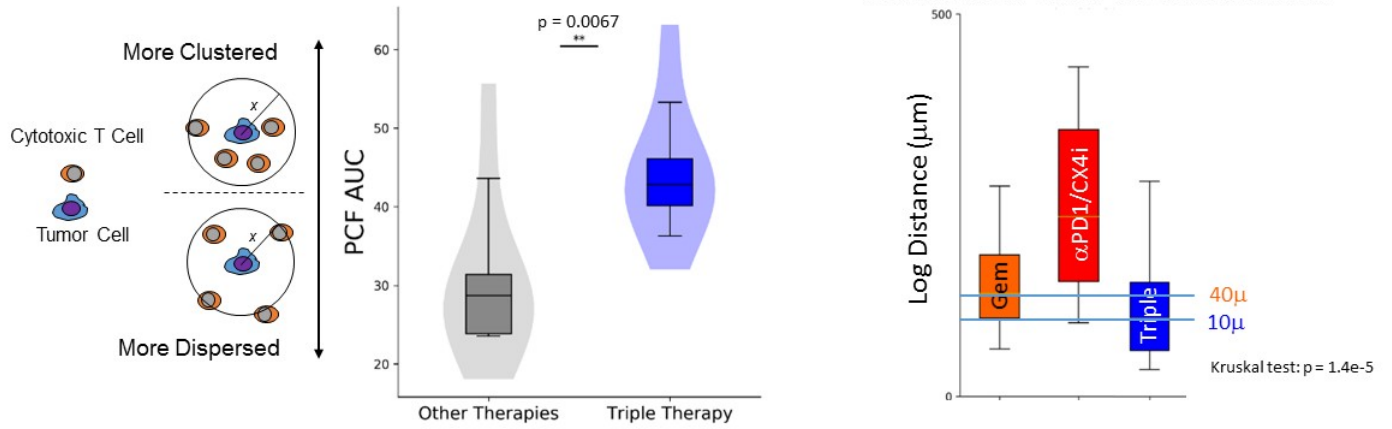 More Clustered
x
Cytotoxic T Cell
Tumor Cell
x
More Dispersed
PCF AUC
60
50
40
30
20
p = 0.0067
**
Other Therapies
Triple Therapy
Log Distance (μm)
500
0
Gem
αPD1/CX4i
Triple
40μ
10μ
Kruskal test: p = 1.4e-5